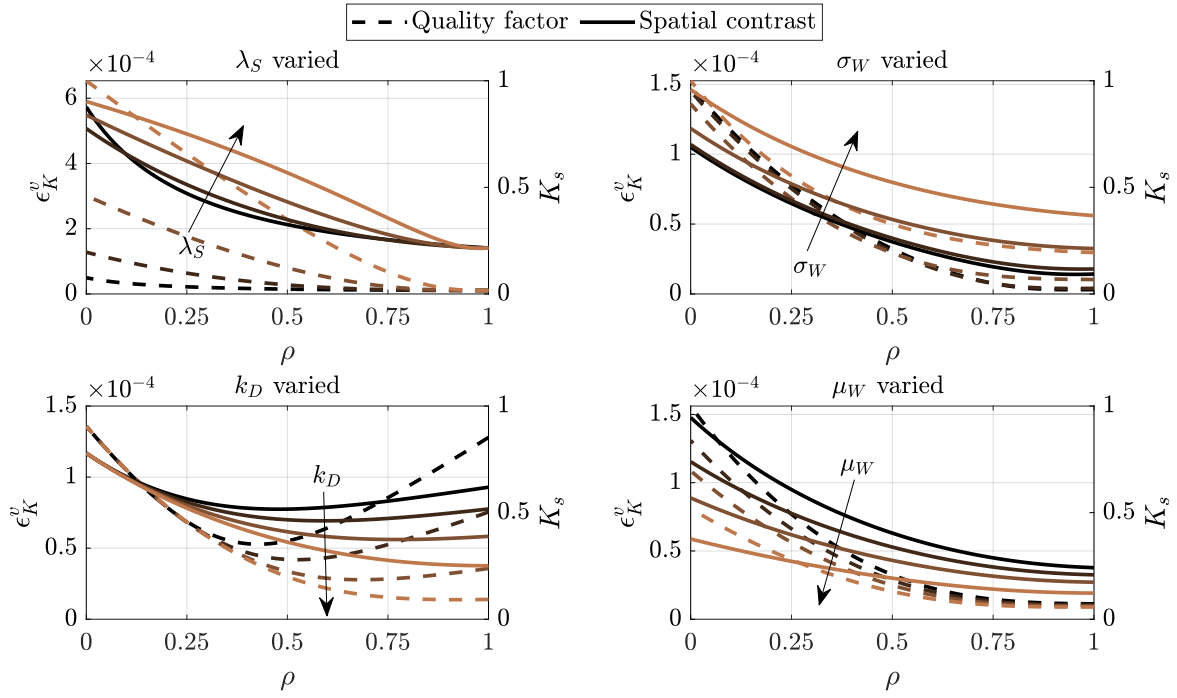 Quality factor Spatial contrast
×10⁻⁴ λ_S varied
6
4
2
0
ϵ_K^v
1
0.5
0
K_s
λ_S
0 0.25 0.5 0.75 1
ρ
×10⁻⁴ σ_W varied
1.5
1
0.5
0
ϵ_K^v
1
0.5
0
K_s
σ_W
0 0.25 0.5 0.75 1
ρ
×10⁻⁴ k_D varied
1.5
1
0.5
0
ϵ_K^v
1
0.5
0
K_s
k_D
0 0.25 0.5 0.75 1
ρ
×10⁻⁴ μ_W varied
1.5
1
0.5
0
ϵ_K^v
1
0.5
0
K_s
μ_W
0 0.25 0.5 0.75 1
ρ